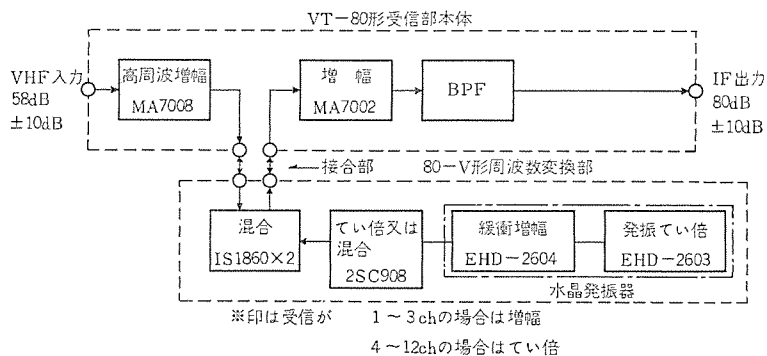 VT−80形受信部本体
VHF入力
58dB
±10dB
高周波増幅
MA7008
増 幅
MA7002
BPF
IF出力
80dB
±10dB
接合部
80−V形周波数変換部
混合
IS1860×2
てい倍又は
混合
2SC908
緩衝増幅
EHD−2604
発振てい倍
EHD−2603
水晶発振器
※印は受信が 1〜3chの場合は増幅
4〜12chの場合はてい倍